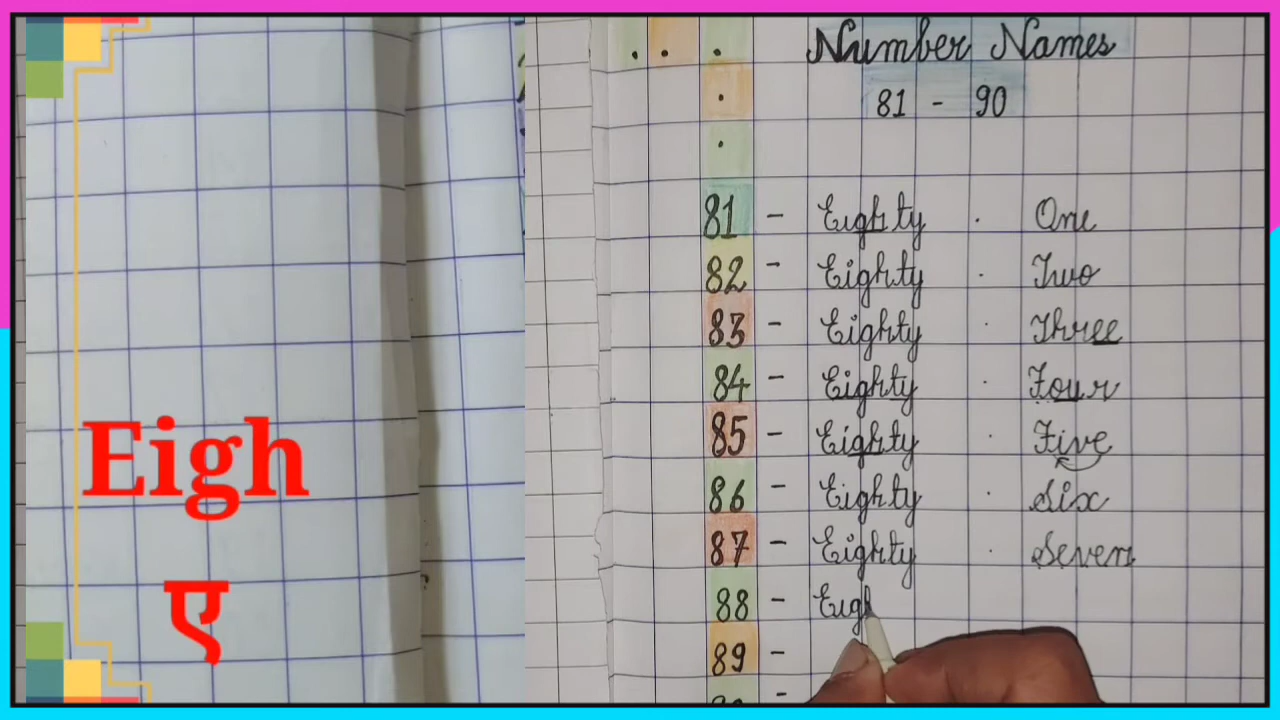 Eigh
ए
Number Names
81 - 90
81 - Eighty . One
82 - Eighty . Two
83 - Eighty . Three
84 - Eighty . Four
85 - Eighty . Five
86 - Eighty . Six
87 - Eighty . Seven
88 - Eigh
89 -